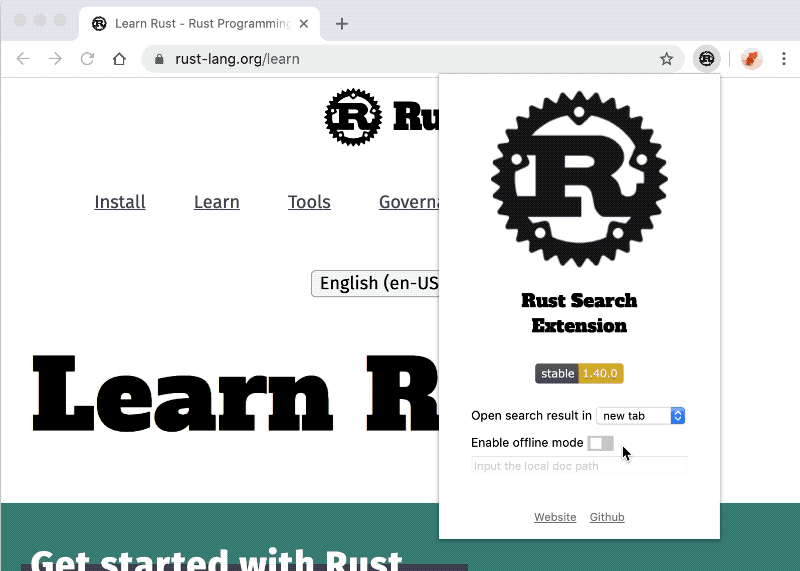 Learn Rust - Rust Programming
rust-lang.org/learn
Ru
Install Learn Tools Governa
English (en-US
Learn R
Get started with Rust
R
Rust Search
Extension
stable 1.40.0
Open search result in new tab
Enable offline mode
Input the local doc path
Website Github